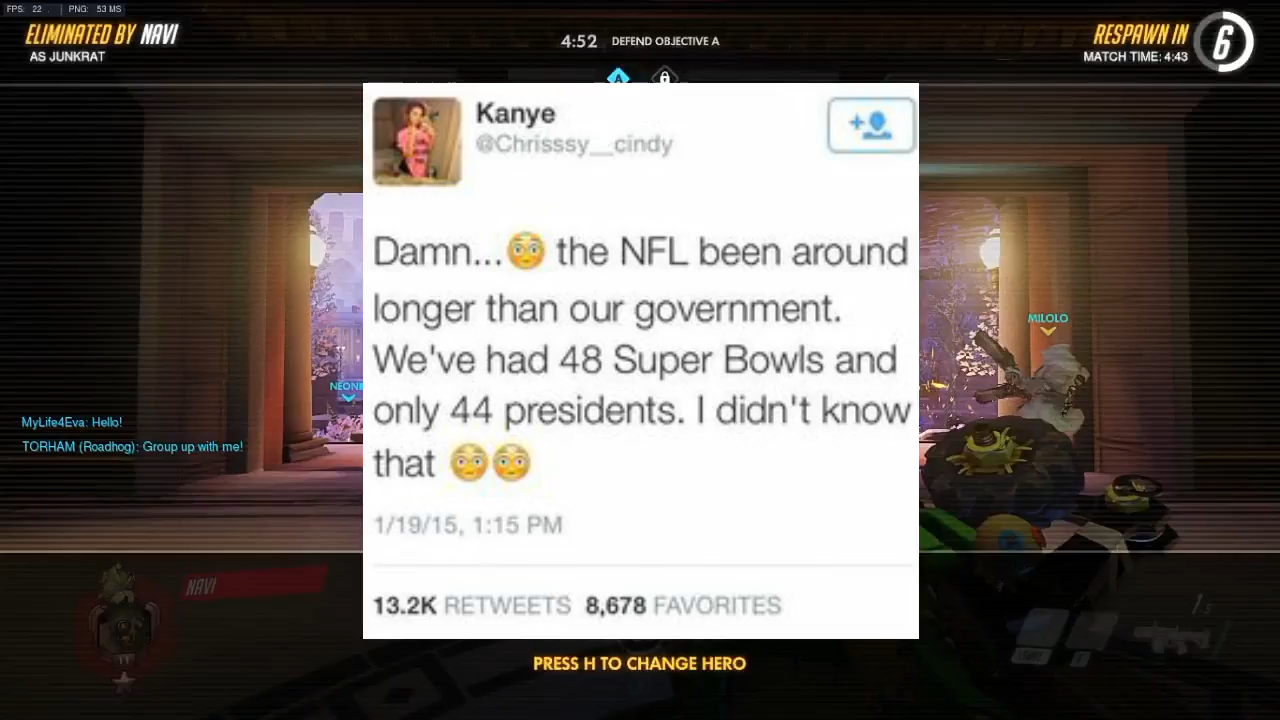 FPS: 22 | PNG: 53 MS
ELIMINATED BY NAVI
AS JUNKRAT
4:52 DEFEND OBJECTIVE A
RESPAWN IN 6
MATCH TIME: 4:43
A
Kanye
@Chrisssy__cindy
Damn...😳 the NFL been around
longer than our government.
We've had 48 Super Bowls and
only 44 presidents. I didn't know
that 😳😳
1/19/15, 1:15 PM
13.2K RETWEETS 8,678 FAVORITES
MILOLO
MyLife4Eva: Hello!
TORHAM (Roadhog): Group up with me!
NAVI
PRESS H TO CHANGE HERO